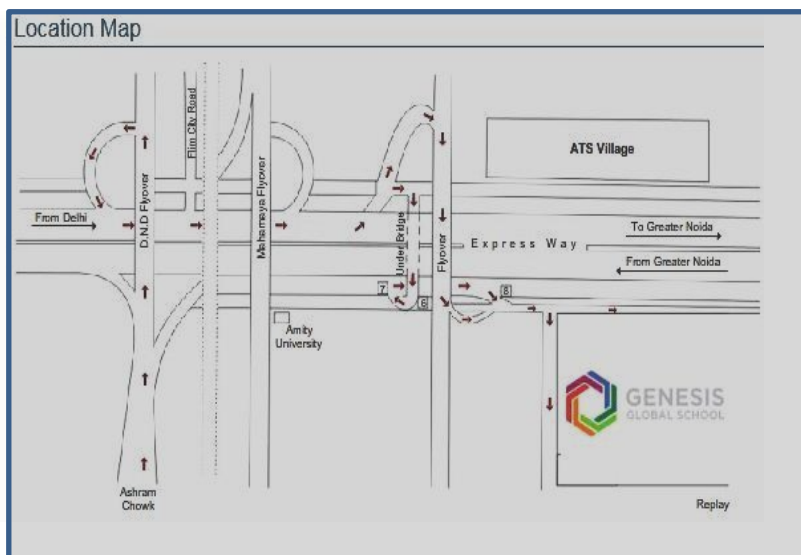 Location Map
Flim City Road
ATS Village
D.N.D Flyover
Mahamaya Flyover
From Delhi
Under Bridge
Flyover
Express Way
To Greater Noida
From Greater Noida
7
6
8
Amity
University
GENESIS
GLOBAL SCHOOL
Ashram
Chowk
Replay